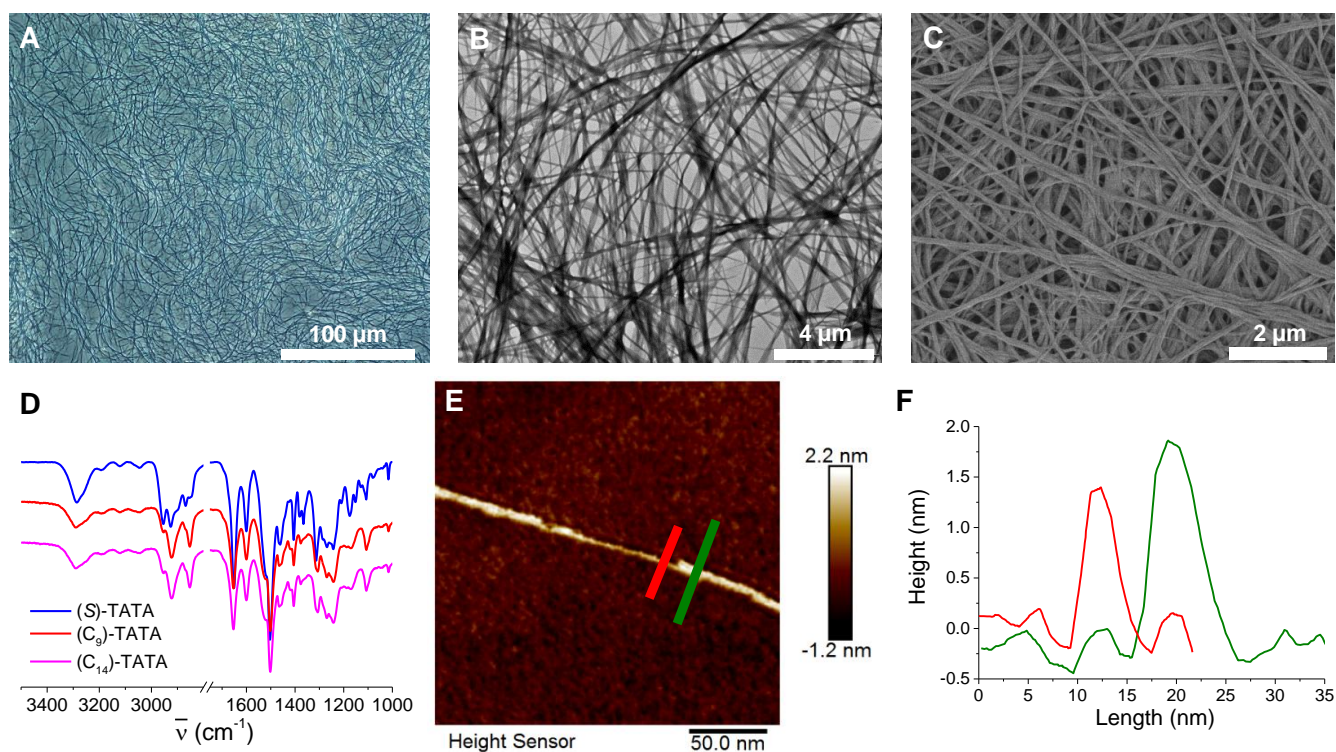 A
100 µm
B
4 µm
C
2 µm
D
(S)-TATA
(C₉)-TATA
(C₁₄)-TATA
3400 3200 3000 1600 1400 1200 1000
ν̅ (cm⁻¹)
E
Height Sensor
50.0 nm
2.2 nm
-1.2 nm
F
2.0
1.5
1.0
0.5
0.0
-0.5
Height (nm)
0 5 10 15 20 25 30 35
Length (nm)